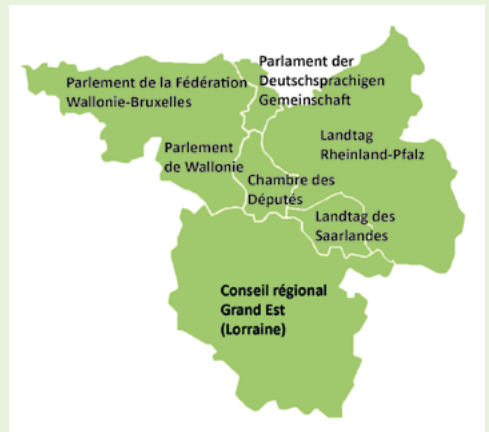 Parlament der
Deutschsprachigen
Gemeinschaft
Parlement de la Fédération
Wallonie-Bruxelles
Landtag
Rheinland-Pfalz
Parlement
de Wallonie
Chambre des
Députés
Landtag des
Saarlandes
Conseil régional
Grand Est
(Lorraine)